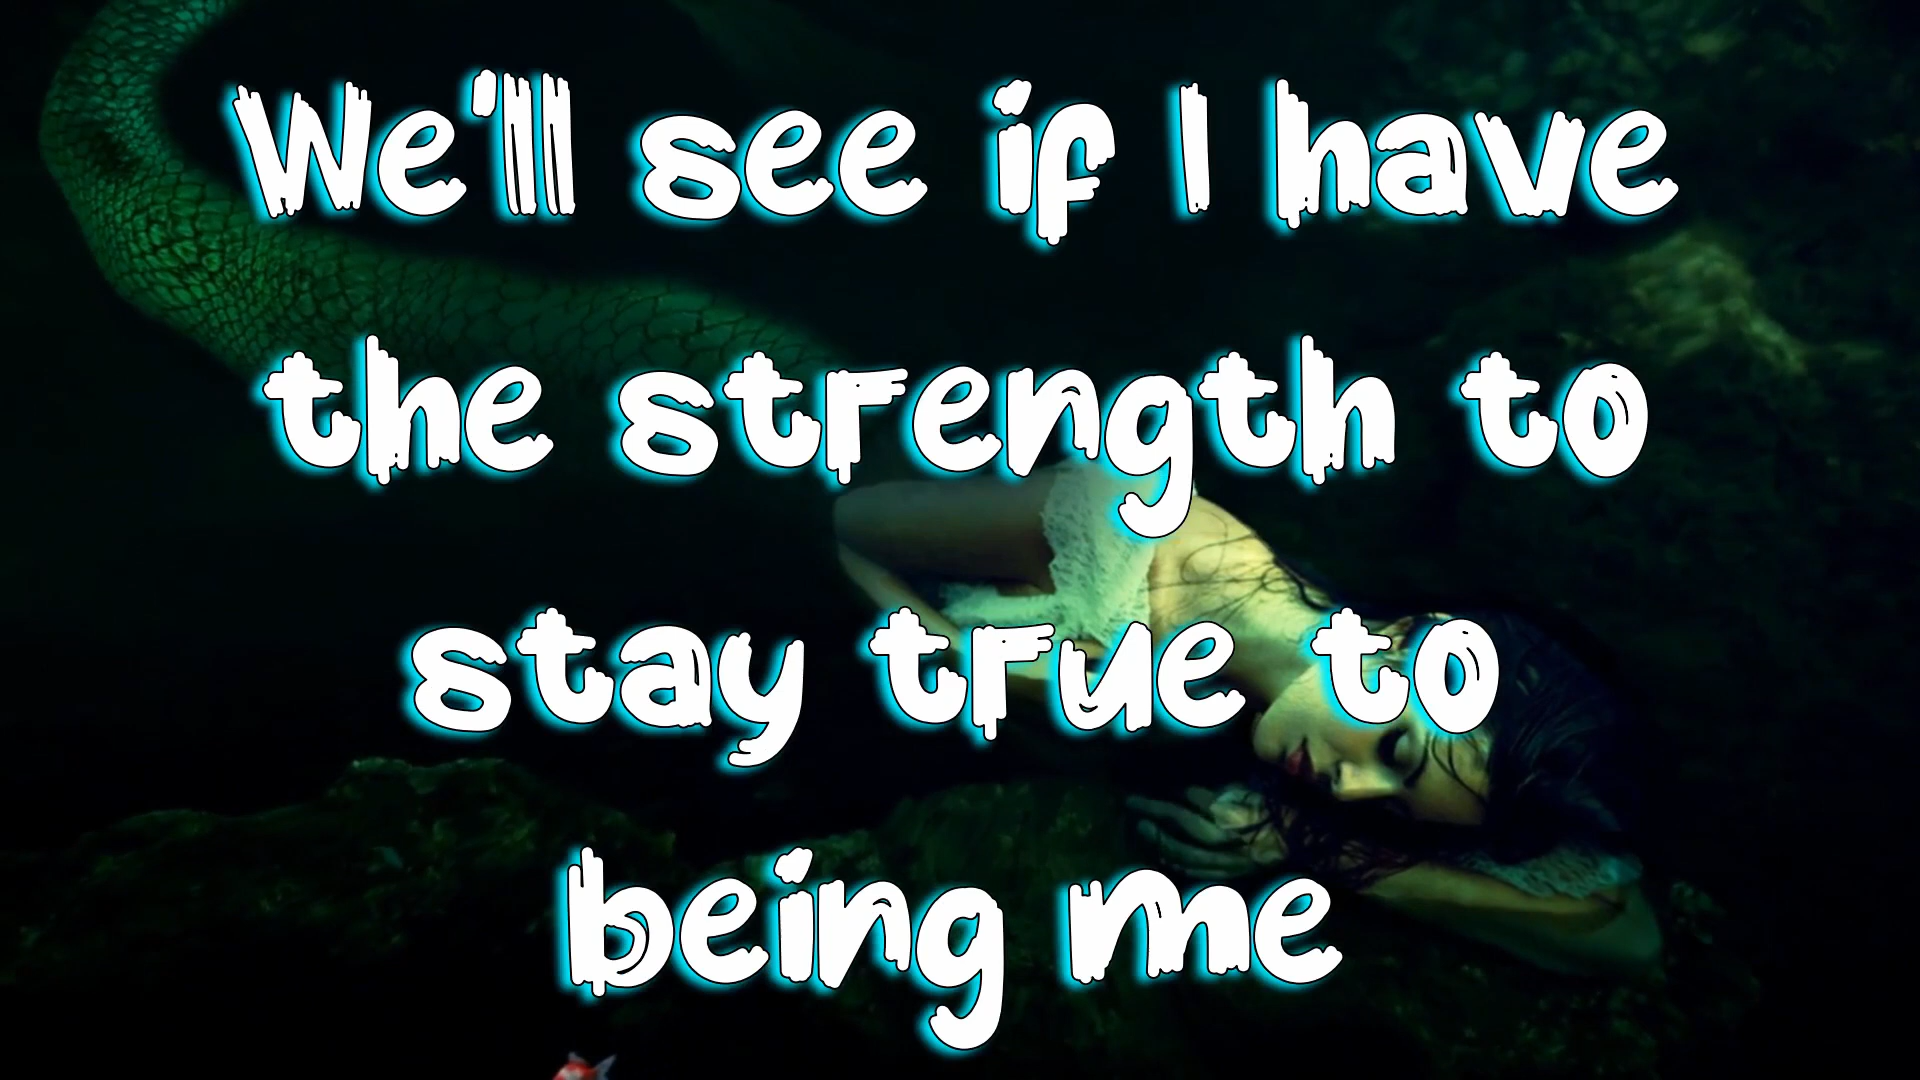 We'll see if I have
the strength to
stay true to
being me